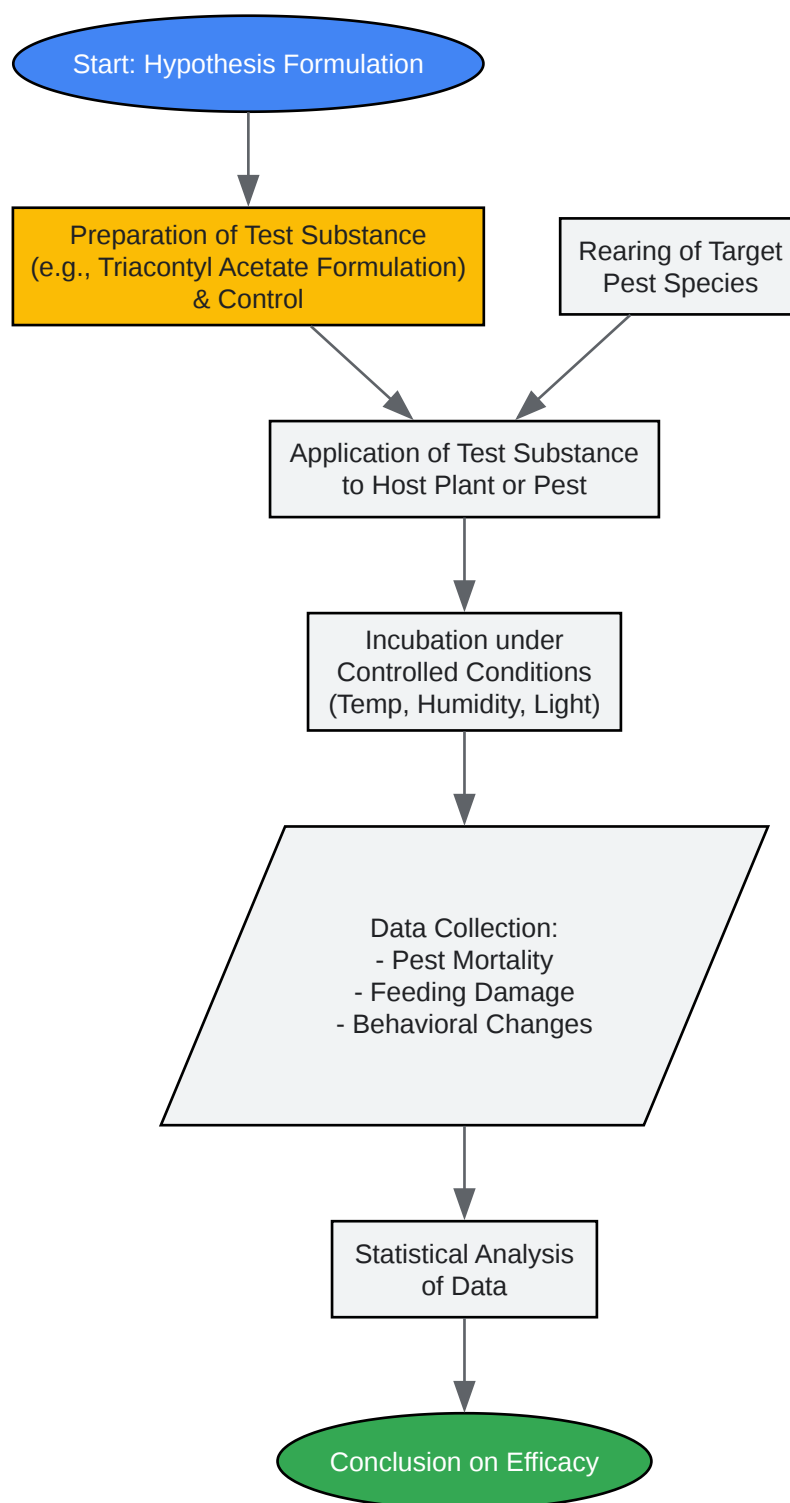 Start: Hypothesis Formulation
Preparation of Test Substance
(e.g., Triacontyl Acetate Formulation)
& Control
Rearing of Target
Pest Species
Application of Test Substance
to Host Plant or Pest
Incubation under
Controlled Conditions
(Temp, Humidity, Light)
Data Collection:
- Pest Mortality
- Feeding Damage
- Behavioral Changes
Statistical Analysis
of Data
Conclusion on Efficacy